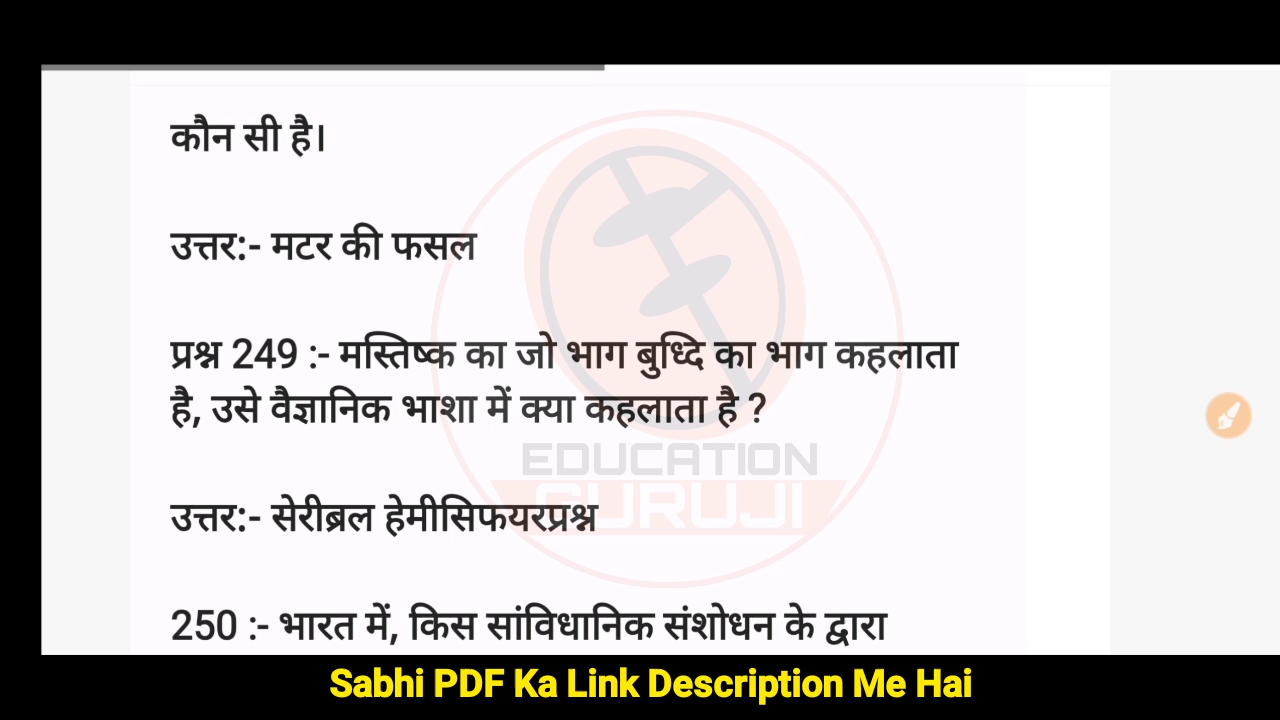 कौन सी है।
उत्तर:- मटर की फसल
प्रश्न 249 :- मस्तिष्क का जो भाग बुध्दि का भाग कहलाता
है, उसे वैज्ञानिक भाशा में क्या कहलाता है ?
EDUCATION
GURUJI
उत्तर:- सेरीब्रल हेमीसिफयरप्रश्न
250 :- भारत में, किस सांविधानिक संशोधन के द्वारा
Sabhi PDF Ka Link Description Me Hai